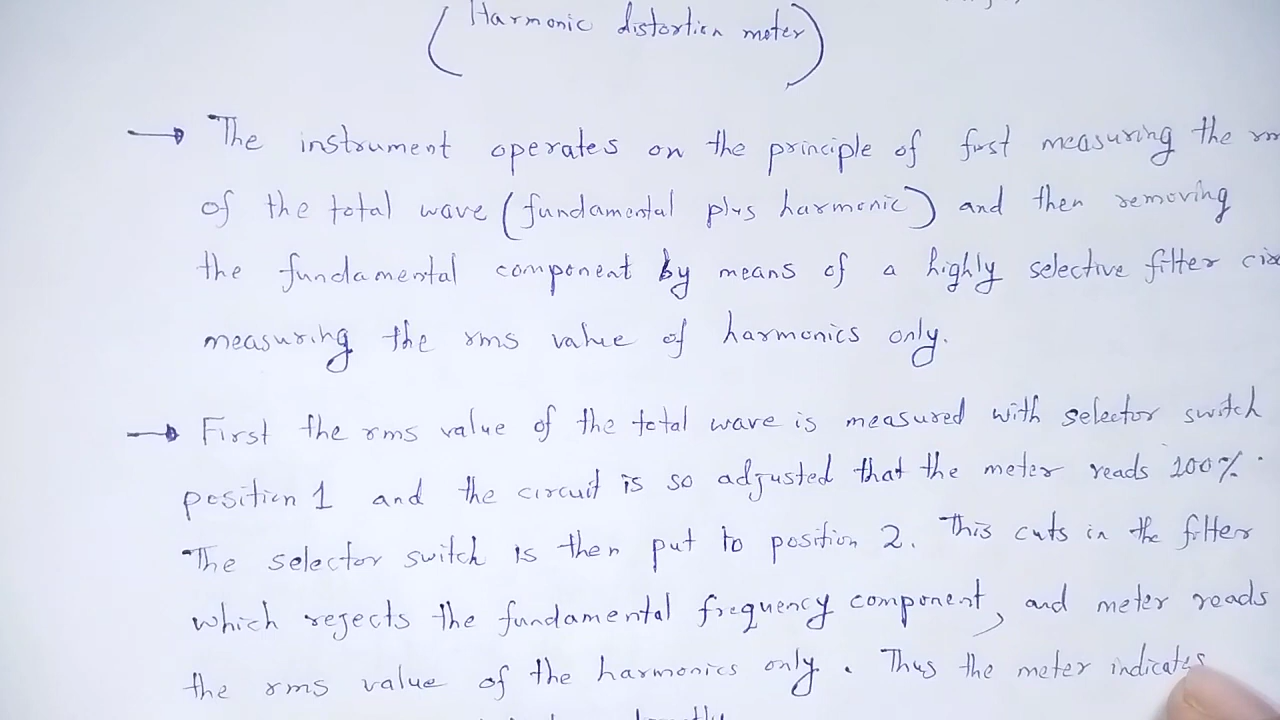 (Harmonic distortion meter)
→ The instrument operates on the principle of first measuring the
of the total wave (fundamental plus harmonic) and then removing
the fundamental component by means of a highly selective filter
measuring the rms value of harmonics only.
→ First the rms value of the total wave is measured with selector switch
position 1 and the circuit is so adjusted that the meter reads 100%.
The selector switch is then put to position 2. This cuts in the filter
which rejects the fundamental frequency component, and meter reads
the rms value of the harmonics only. Thus the meter indicates